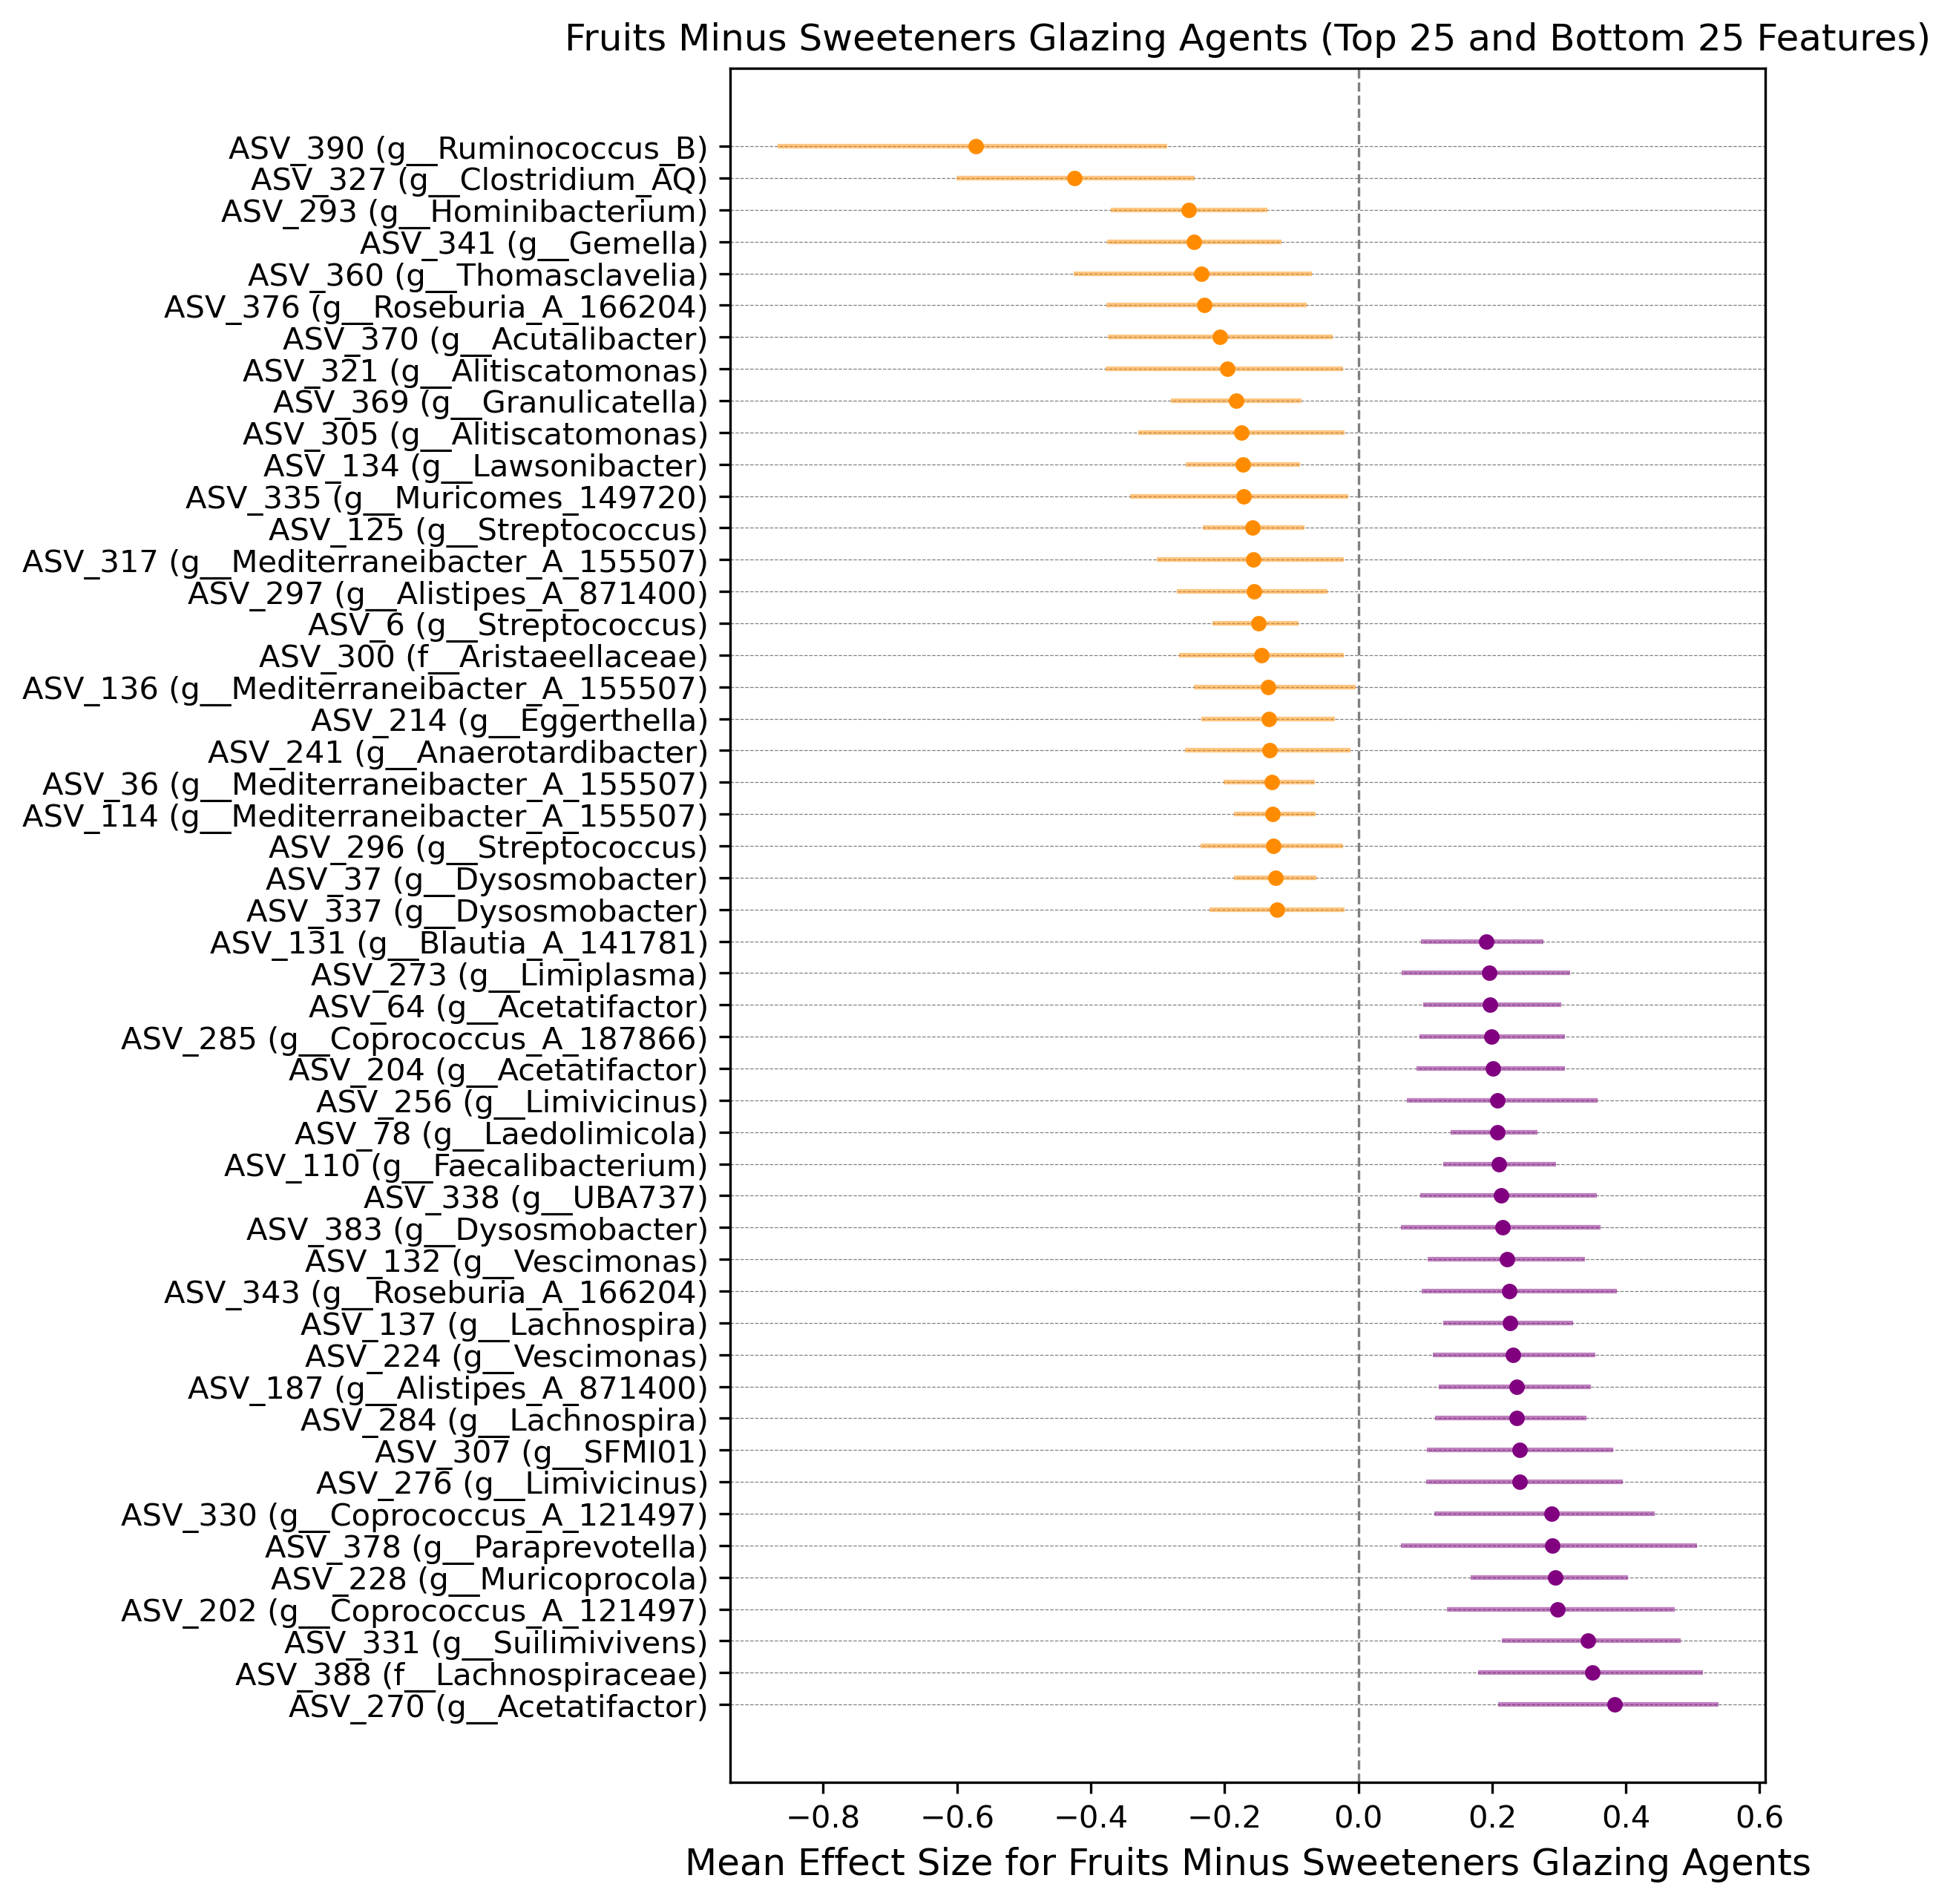 Fruits Minus Sweeteners Glazing Agents (Top 25 and Bottom 25 Features)
ASV_390 (g__Ruminococcus_B)
ASV_327 (g__Clostridium_AQ)
ASV_293 (g__Hominibacterium)
ASV_341 (g__Gemella)
ASV_360 (g__Thomasclavelia)
ASV_376 (g__Roseburia_A_166204)
ASV_370 (g__Acutalibacter)
ASV_321 (g__Alitiscatomonas)
ASV_369 (g__Granulicatella)
ASV_305 (g__Alitiscatomonas)
ASV_134 (g__Lawsonibacter)
ASV_335 (g__Muricomes_149720)
ASV_125 (g__Streptococcus)
ASV_317 (g__Mediterraneibacter_A_155507)
ASV_297 (g__Alistipes_A_871400)
ASV_6 (g__Streptococcus)
ASV_300 (f__Aristaeellaceae)
ASV_136 (g__Mediterraneibacter_A_155507)
ASV_214 (g__Eggerthella)
ASV_241 (g__Anaerotardibacter)
ASV_36 (g__Mediterraneibacter_A_155507)
ASV_114 (g__Mediterraneibacter_A_155507)
ASV_296 (g__Streptococcus)
ASV_37 (g__Dysosmobacter)
ASV_337 (g__Dysosmobacter)
ASV_131 (g__Blautia_A_141781)
ASV_273 (g__Limiplasma)
ASV_64 (g__Acetatifactor)
ASV_285 (g__Coprococcus_A_187866)
ASV_204 (g__Acetatifactor)
ASV_256 (g__Limivicinus)
ASV_78 (g__Laedolimicola)
ASV_110 (g__Faecalibacterium)
ASV_338 (g__UBA737)
ASV_383 (g__Dysosmobacter)
ASV_132 (g__Vescimonas)
ASV_343 (g__Roseburia_A_166204)
ASV_137 (g__Lachnospira)
ASV_224 (g__Vescimonas)
ASV_187 (g__Alistipes_A_871400)
ASV_284 (g__Lachnospira)
ASV_307 (g__SFMI01)
ASV_276 (g__Limivicinus)
ASV_330 (g__Coprococcus_A_121497)
ASV_378 (g__Paraprevotella)
ASV_228 (g__Muricoprocola)
ASV_202 (g__Coprococcus_A_121497)
ASV_331 (g__Suilimivivens)
ASV_388 (f__Lachnospiraceae)
ASV_270 (g__Acetatifactor)
−0.8 −0.6 −0.4 −0.2 0.0 0.2 0.4 0.6
Mean Effect Size for Fruits Minus Sweeteners Glazing Agents